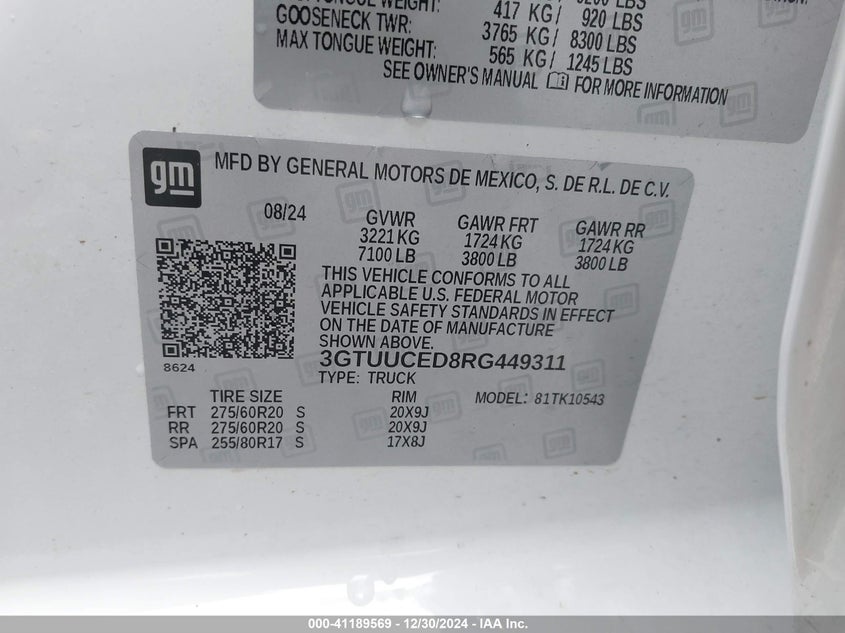 TONGUE WEIGHT: 417 KG/ 920 LBS
GOOSENECK TWR: 3765 KG/ 8300 LBS
MAX TONGUE WEIGHT: 565 KG/ 1245 LBS
SEE OWNER'S MANUAL FOR MORE INFORMATION
gm
gm MFD BY GENERAL MOTORS DE MEXICO, S. DE R.L. DE C.V.
08/24 GVWR GAWR FRT GAWR RR
3221 KG 1724 KG 1724 KG
7100 LB 3800 LB 3800 LB
THIS VEHICLE CONFORMS TO ALL
APPLICABLE U.S. FEDERAL MOTOR
VEHICLE SAFETY STANDARDS IN EFFECT
ON THE DATE OF MANUFACTURE
SHOWN ABOVE.
8624 3GTUUCED8RG449311
TYPE: TRUCK
TIRE SIZE RIM MODEL: 81TK10543
FRT 275/60R20 S 20X9J
RR 275/60R20 S 20X9J
SPA 255/80R17 S 17X8J
000-41189569 - 12/30/2024 - IAA Inc.